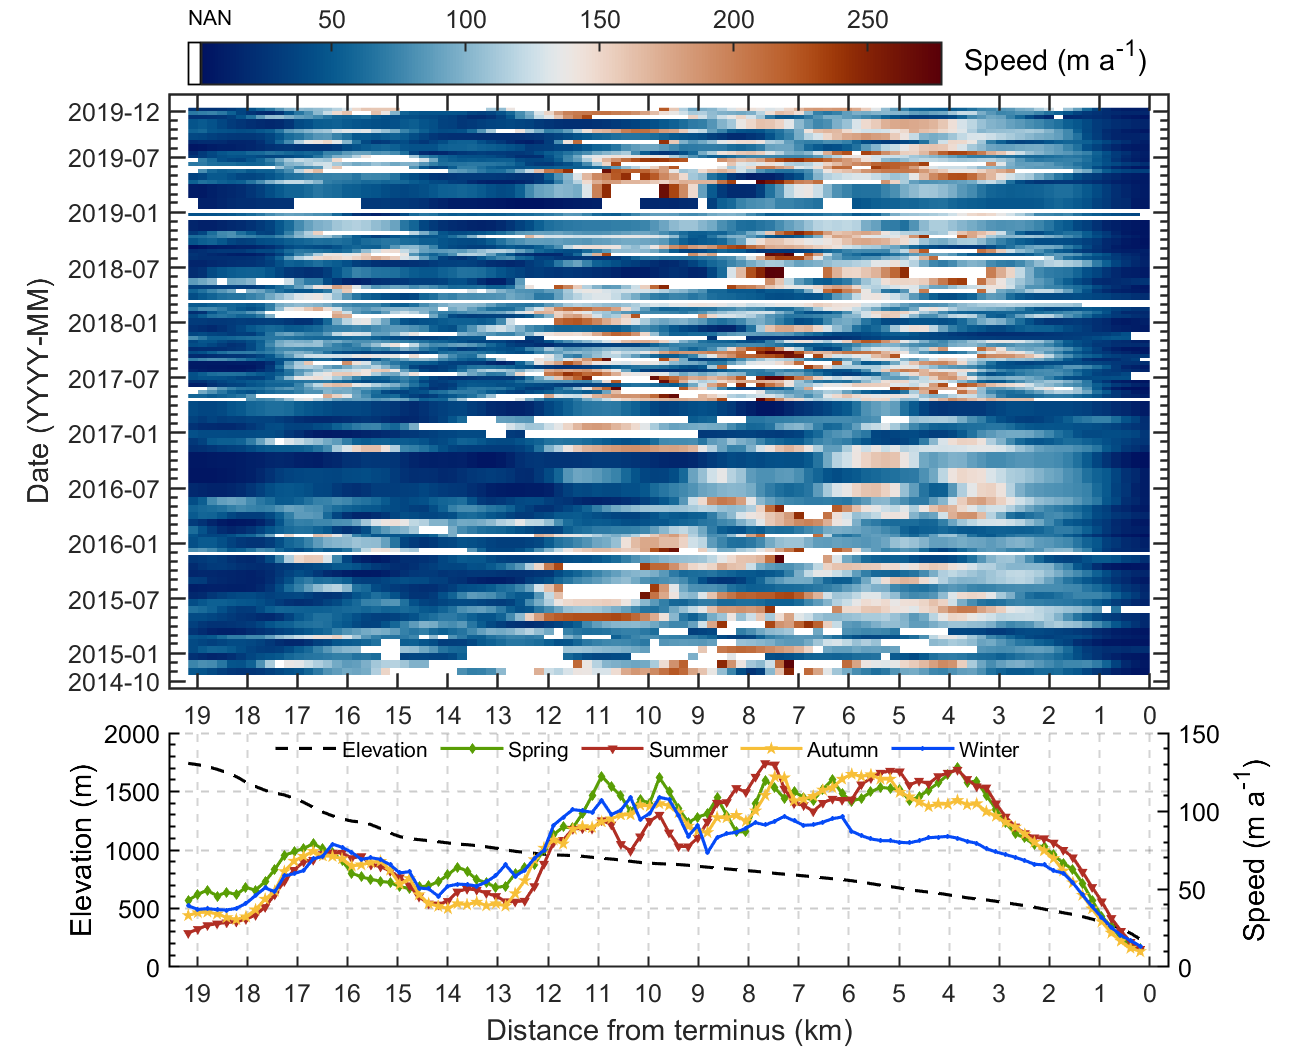 NAN 50 100 150 200 250
Speed (m a-1)
Date (YYYY-MM)
2019-12
2019-07
2019-01
2018-07
2018-01
2017-07
2017-01
2016-07
2016-01
2015-07
2015-01
2014-10
19 18 17 16 15 14 13 12 11 10 9 8 7 6 5 4 3 2 1 0
Elevation (m)
2000
1500
1000
500
0
Elevation Spring Summer Autumn Winter
150
100
50
0
Speed (m a-1)
19 18 17 16 15 14 13 12 11 10 9 8 7 6 5 4 3 2 1 0
Distance from terminus (km)